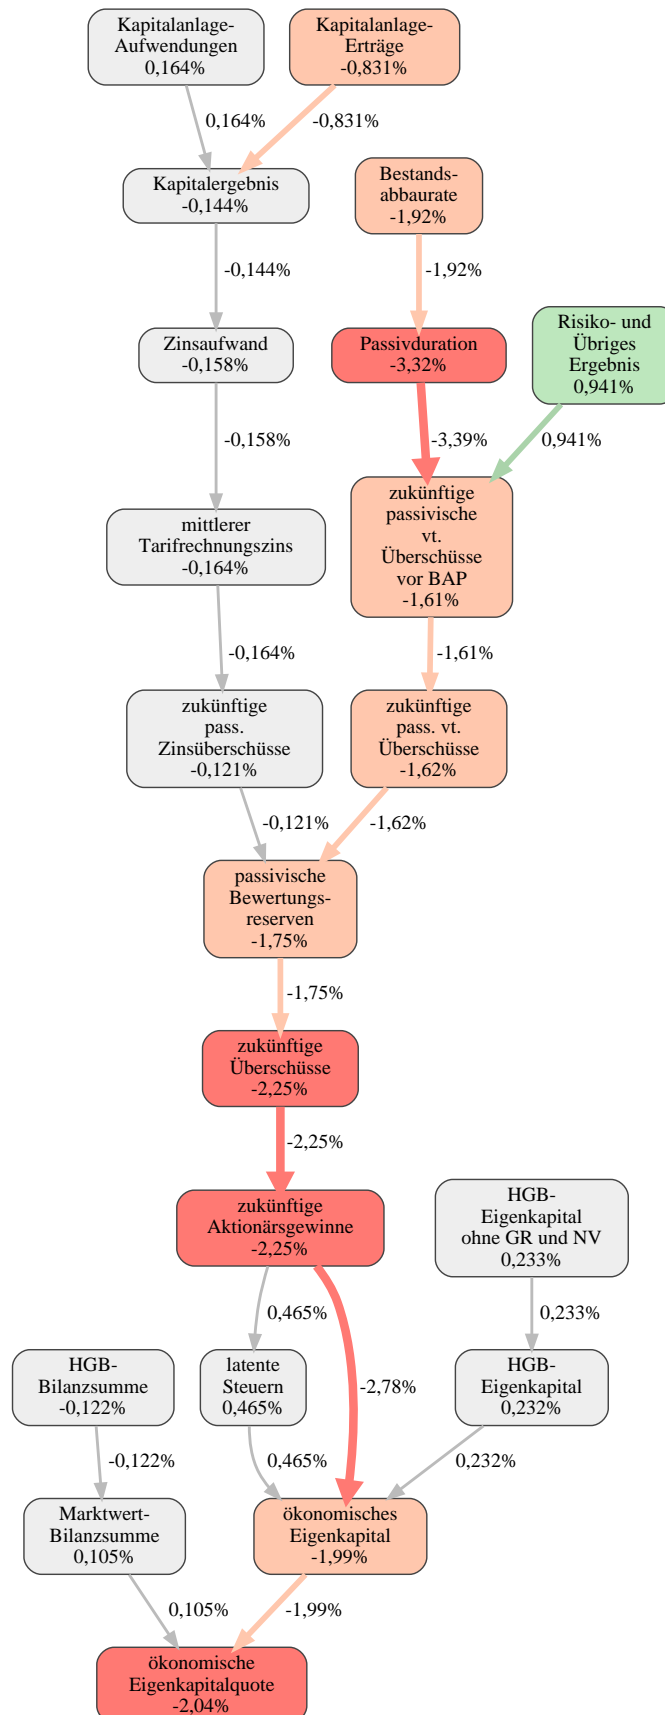 Kapitalanlage-
Aufwendungen
0,164%
Kapitalanlage-
Erträge
-0,831%
0,164%
-0,831%
Kapitalergebnis
-0,144%
Bestands-
abbaurate
-1,92%
-0,144%
-1,92%
Zinsaufwand
-0,158%
Passivduration
-3,32%
Risiko- und
Übriges
Ergebnis
0,941%
-0,158%
-3,39%
0,941%
mittlerer
Tarifrechnungszins
-0,164%
zukünftige
passivische
vt.
Überschüsse
vor BAP
-1,61%
-0,164%
-1,61%
zukünftige
pass.
Zinsüberschüsse
-0,121%
zukünftige
pass. vt.
Überschüsse
-1,62%
-0,121%
-1,62%
passivische
Bewertungs-
reserven
-1,75%
-1,75%
zukünftige
Überschüsse
-2,25%
-2,25%
zukünftige
Aktionärsgewinne
-2,25%
HGB-
Eigenkapital
ohne GR und NV
0,233%
0,465%
0,233%
HGB-
Bilanzsumme
-0,122%
latente
Steuern
0,465%
-2,78%
HGB-
Eigenkapital
0,232%
-0,122%
0,465%
0,232%
Marktwert-
Bilanzsumme
0,105%
ökonomisches
Eigenkapital
-1,99%
0,105%
-1,99%
ökonomische
Eigenkapitalquote
-2,04%